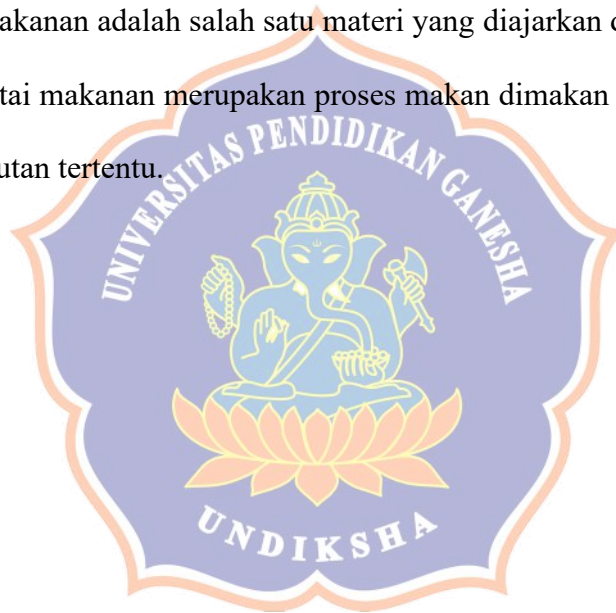 akanan adalah salah satu materi yang diajarkan
tai makanan merupakan proses makan dimakan
utan tertentu.
UNIVERSITAS PENDIDIKAN GANESHA
UNDIKSHA